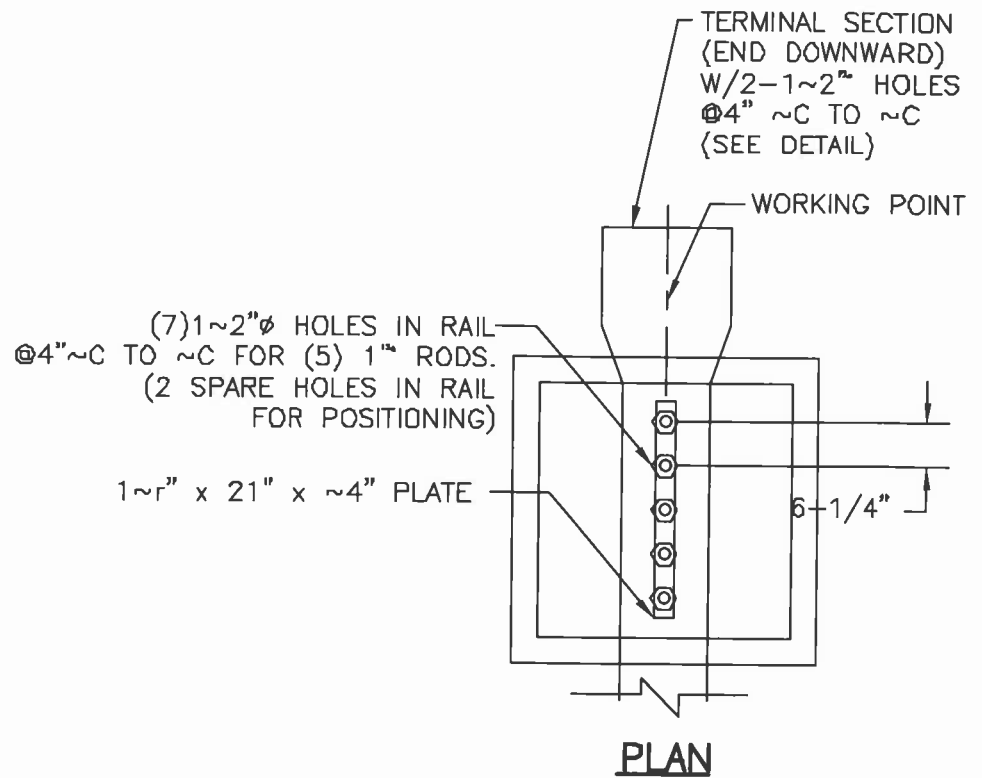 TERMINAL SECTION
(END DOWNWARD)
W/2-1~2"" HOLES
@4" ~C TO ~C
(SEE DETAIL)
WORKING POINT
(7)1~2"ø HOLES IN RAIL
@4"~C TO ~C FOR (5) 1"" RODS.
(2 SPARE HOLES IN RAIL
FOR POSITIONING)
1~r" x 21" x ~4" PLATE
6-1/4"
PLAN